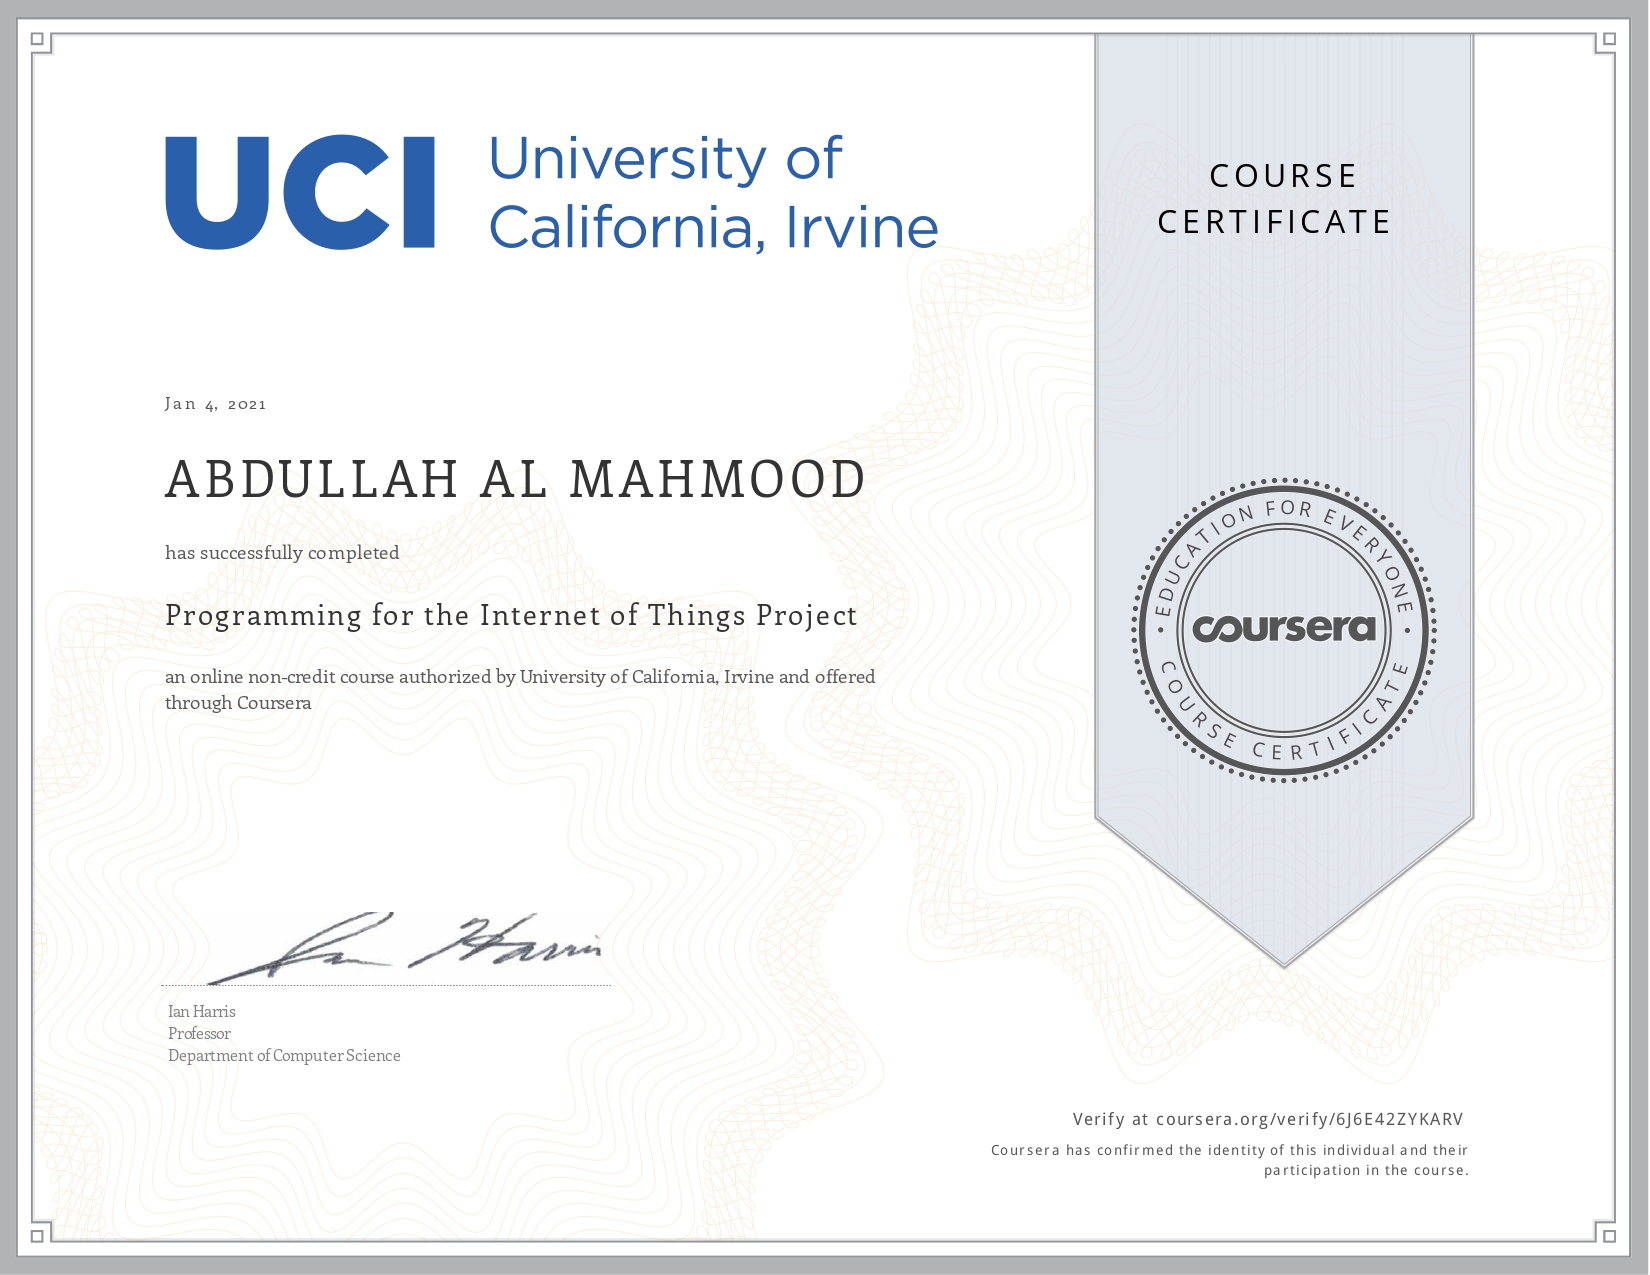 UCI University of
California, Irvine
COURSE
CERTIFICATE
Jan 4, 2021
ABDULLAH AL MAHMOOD
has successfully completed
Programming for the Internet of Things Project
an online non-credit course authorized by University of California, Irvine and offered
through Coursera
EDUCATION FOR EVERYONE
coursera
COURSE CERTIFICATE
Ian Harris
Ian Harris
Professor
Department of Computer Science
Verify at coursera.org/verify/6J6E42ZYKARV
Coursera has confirmed the identity of this individual and their
participation in the course.